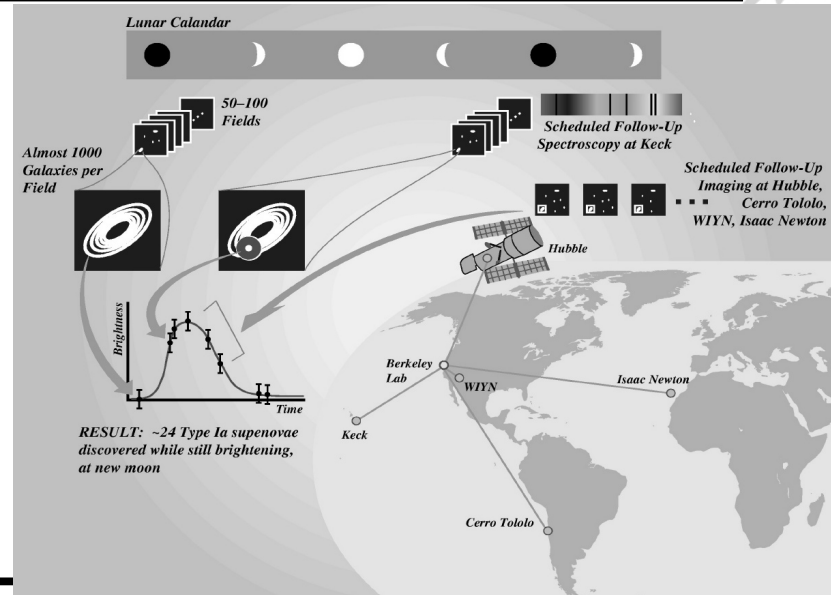 Lunar Calandar
50–100
Fields
Almost 1000
Galaxies per
Field
Scheduled Follow-Up
Spectroscopy at Keck
Scheduled Follow-Up
Imaging at Hubble,
Cerro Tololo,
WIYN, Isaac Newton
Hubble
Brightness
Time
RESULT: ~24 Type Ia supenovae
discovered while still brightening,
at new moon
Berkeley
Lab
WIYN
Isaac Newton
Keck
Cerro Tololo